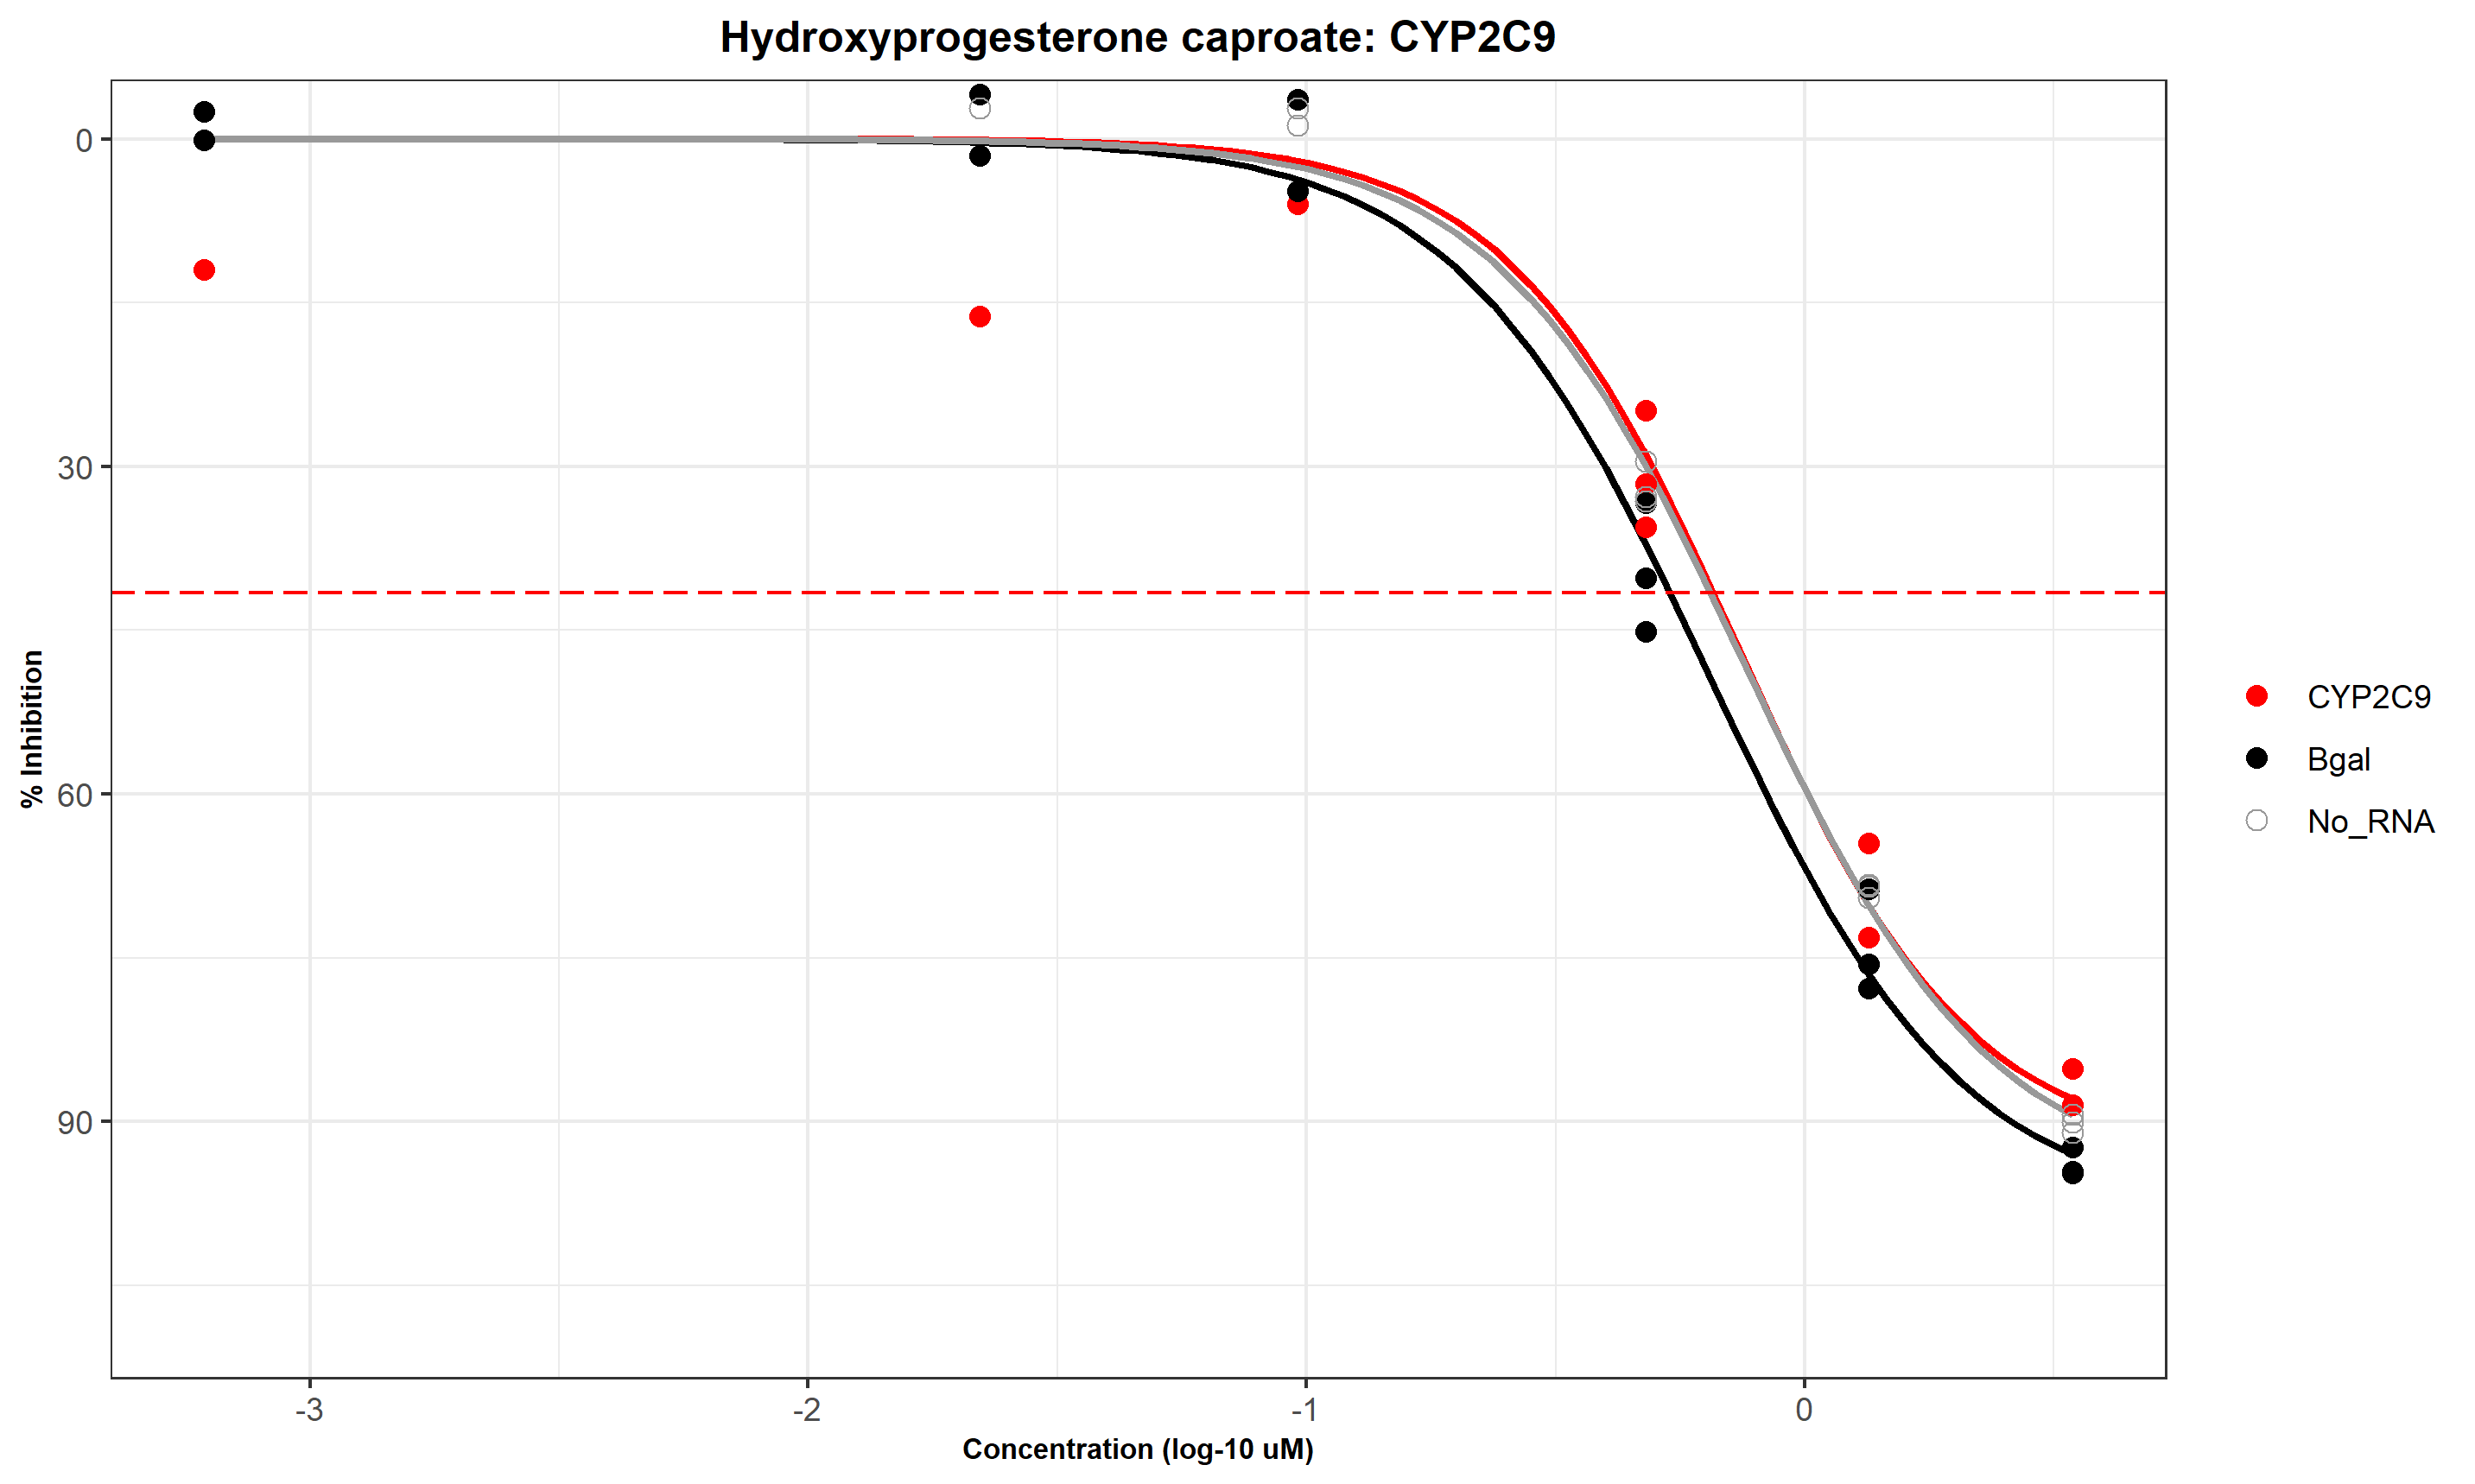 Hydroxyprogesterone caproate: CYP2C9
% Inhibition
0
30
60
90
-3
-2
-1
0
Concentration (log-10 uM)
CYP2C9
Bgal
No_RNA